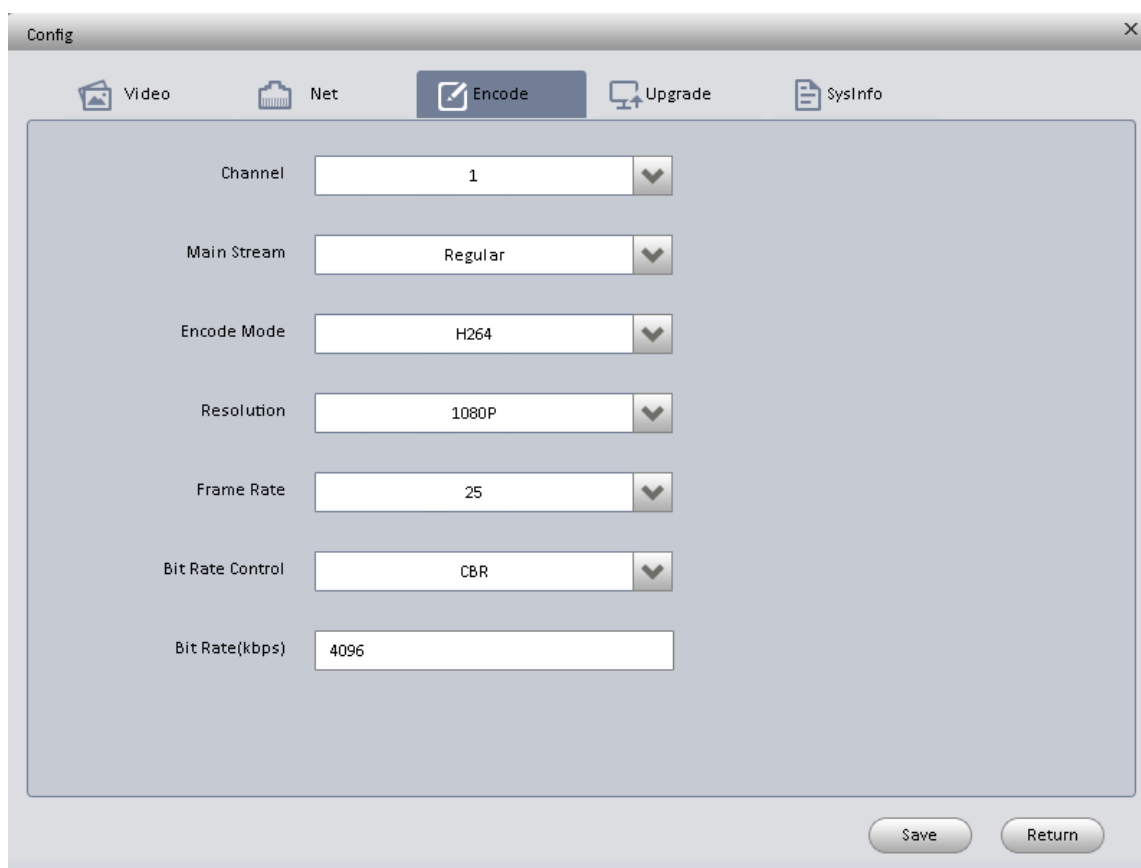 Config
Video Net Encode Upgrade SysInfo
Channel 1
Main Stream Regular
Encode Mode H264
Resolution 1080P
Frame Rate 25
Bit Rate Control CBR
Bit Rate(kbps) 4096
Save Return